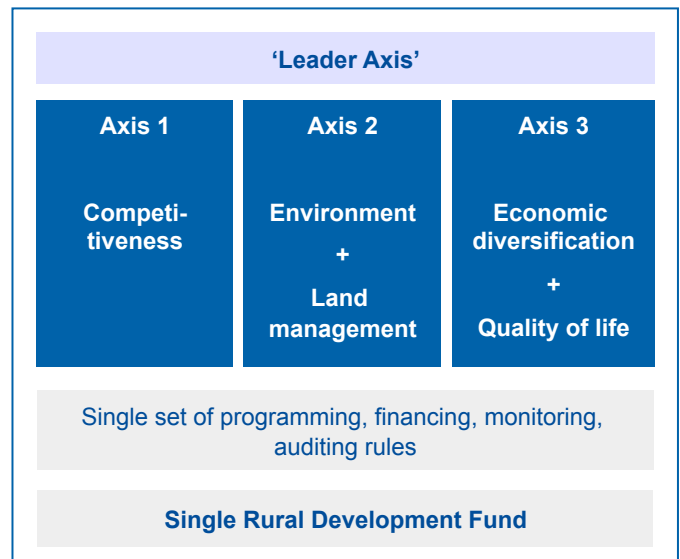 ‘Leader Axis’
Axis 1
Competi-
tiveness
Axis 2
Environment
+
Land
management
Axis 3
Economic
diversification
+
Quality of life
Single set of programming, financing, monitoring,
auditing rules
Single Rural Development Fund